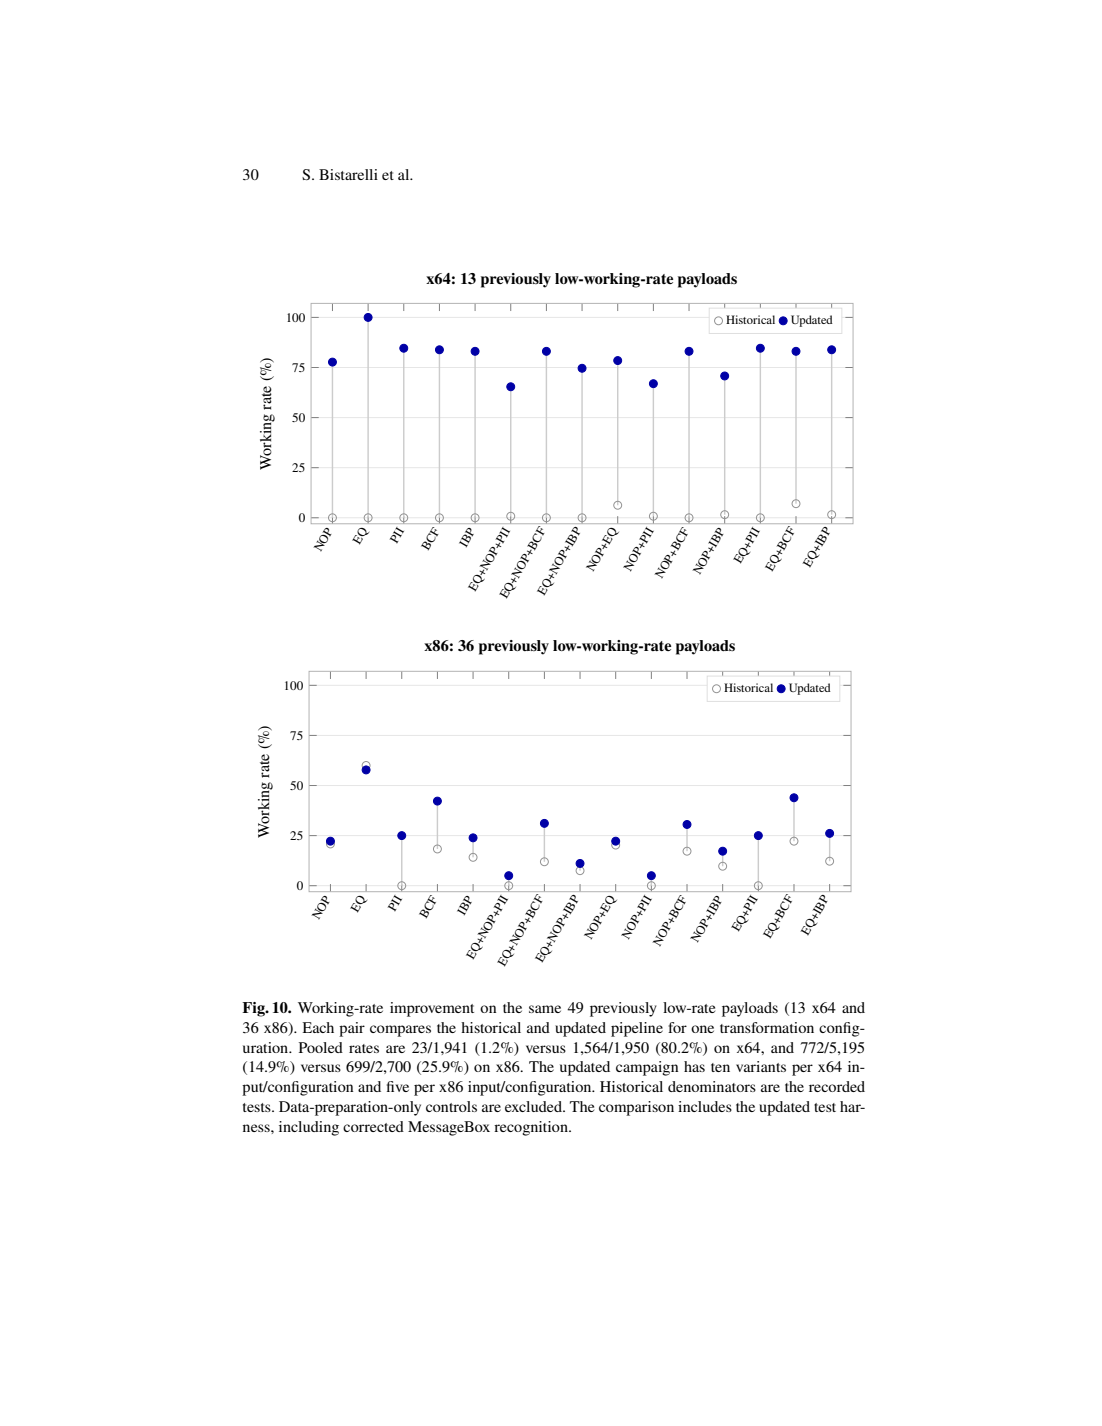 30 S. Bistarelli et al.
x64: 13 previously low-working-rate payloads
Historical Updated
Working rate (%)
100
75
50
25
0
NOP
EQ
PII
BCF
IBP
EQ+NOP+PII
EQ+NOP+BCF
EQ+NOP+IBP
NOP+EQ
NOP+PII
NOP+BCF
NOP+IBP
EQ+PII
EQ+BCF
EQ+IBP
x86: 36 previously low-working-rate payloads
Historical Updated
Working rate (%)
100
75
50
25
0
NOP
EQ
PII
BCF
IBP
EQ+NOP+PII
EQ+NOP+BCF
EQ+NOP+IBP
NOP+EQ
NOP+PII
NOP+BCF
NOP+IBP
EQ+PII
EQ+BCF
EQ+IBP
Fig. 10. Working-rate improvement on the same 49 previously low-rate payloads (13 x64 and
36 x86). Each pair compares the historical and updated pipeline for one transformation config-
uration. Pooled rates are 23/1,941 (1.2%) versus 1,564/1,950 (80.2%) on x64, and 772/5,195
(14.9%) versus 699/2,700 (25.9%) on x86. The updated campaign has ten variants per x64 in-
put/configuration and five per x86 input/configuration. Historical denominators are the recorded
tests. Data-preparation-only controls are excluded. The comparison includes the updated test har-
ness, including corrected MessageBox recognition.